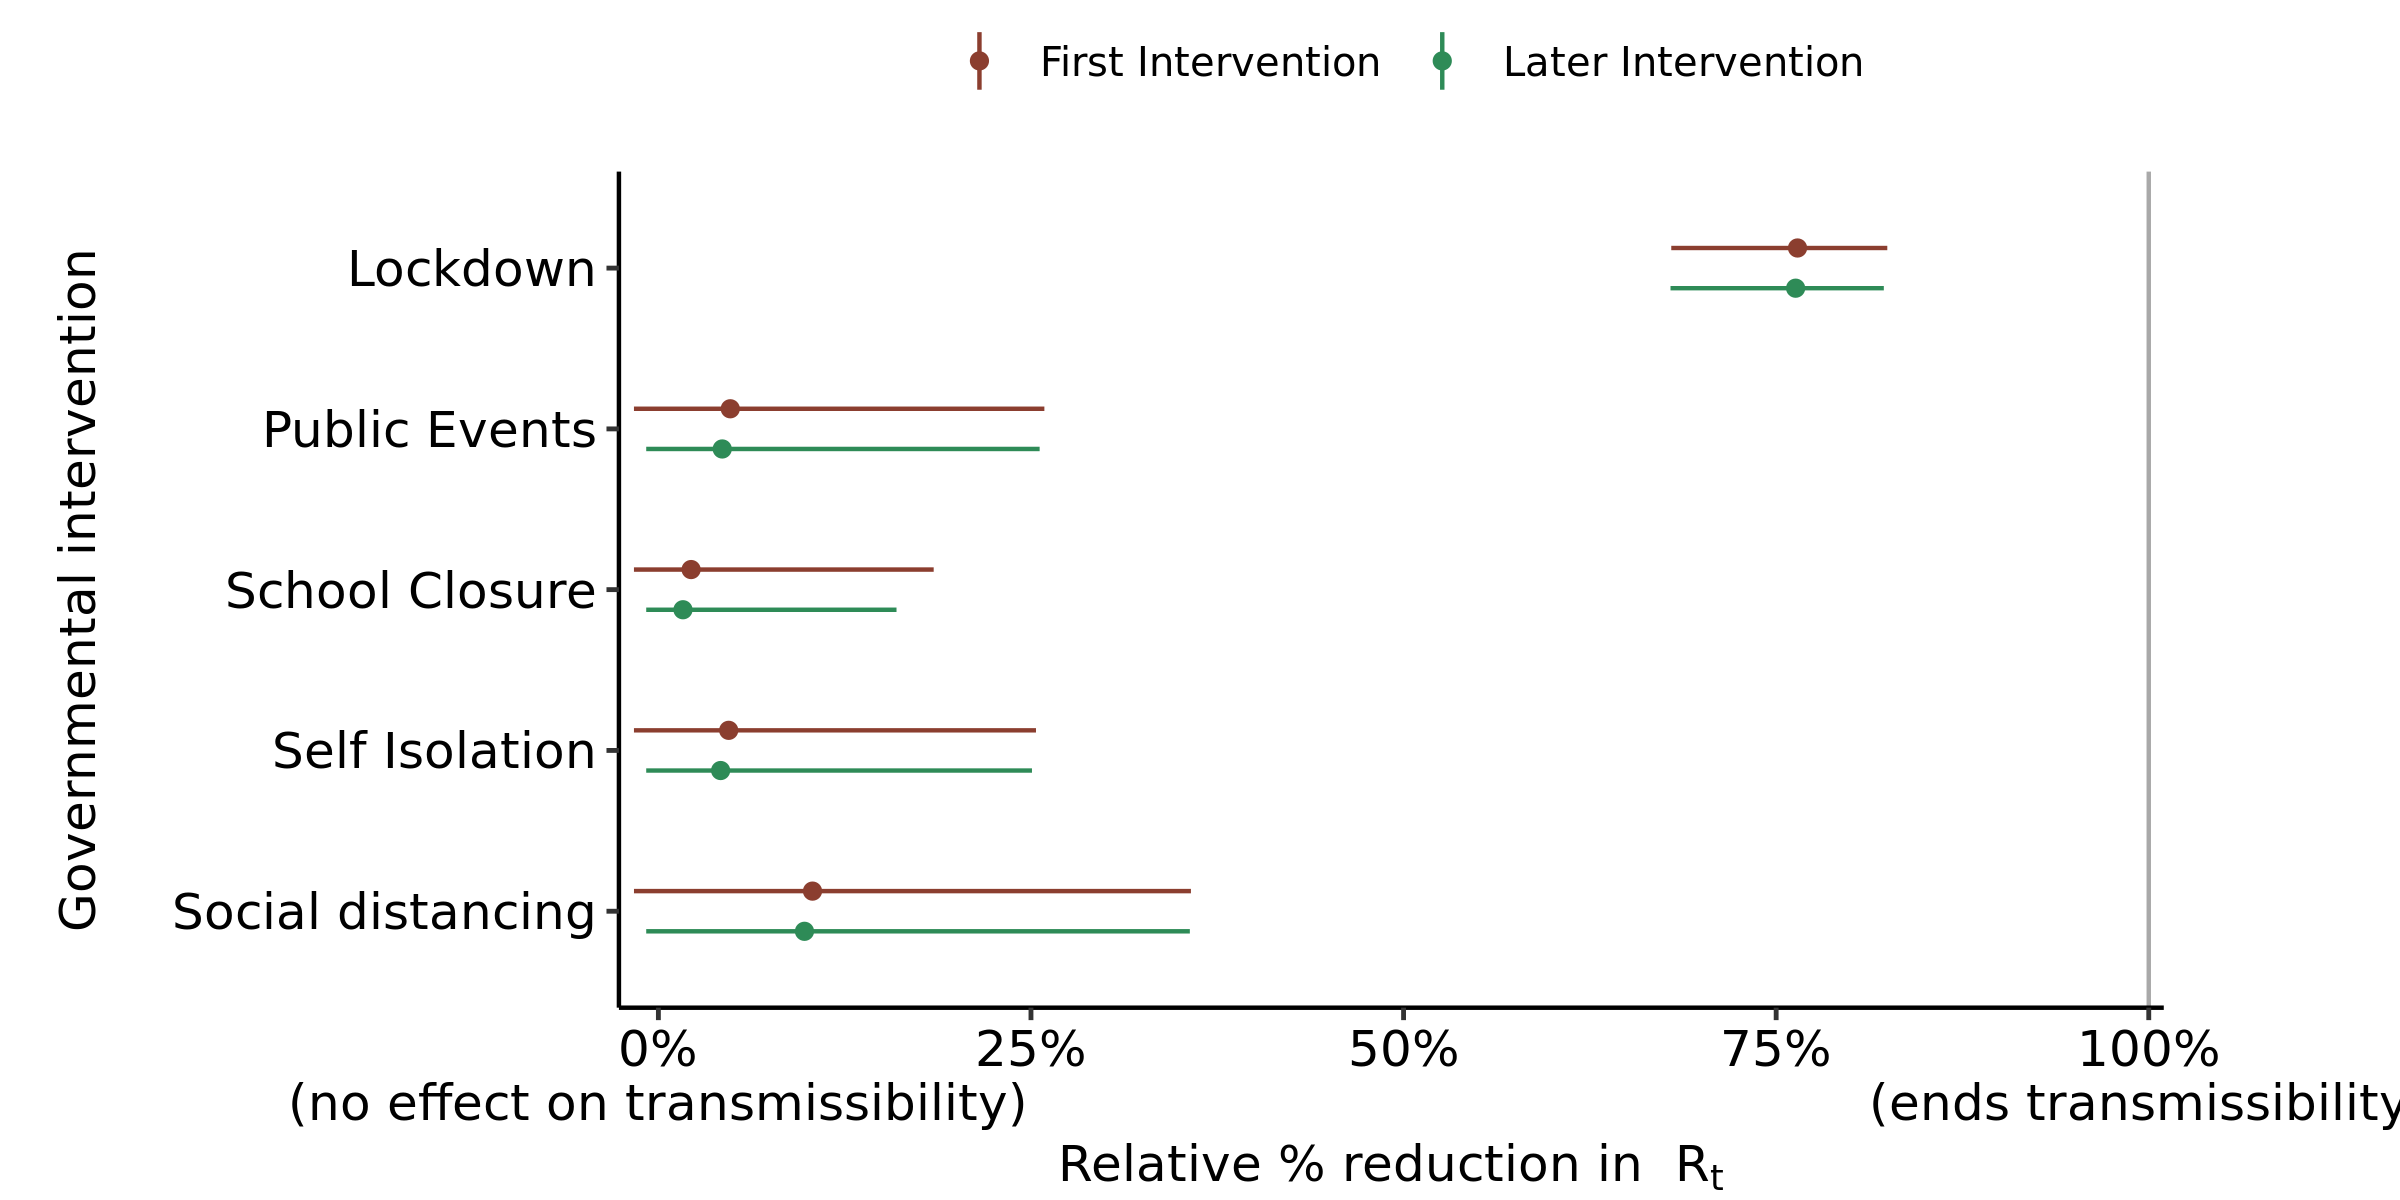 First Intervention
Later Intervention
Governmental intervention
Lockdown
Public Events
School Closure
Self Isolation
Social distancing
0%
(no effect on transmissibility)
25%
50%
75%
100%
(ends transmissibility
Relative % reduction in Rt